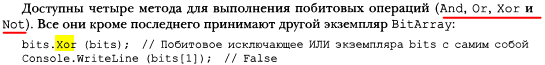 Доступны четыре метода для выполнения побитовых операций (And, Or, Xor и
Not). Все они кроме последнего принимают другой экземпляр BitArray:
bits.Xor (bits); // Побитовое исключающее ИЛИ экземпляра bits с самим собой
Console.WriteLine (bits[1]); // False